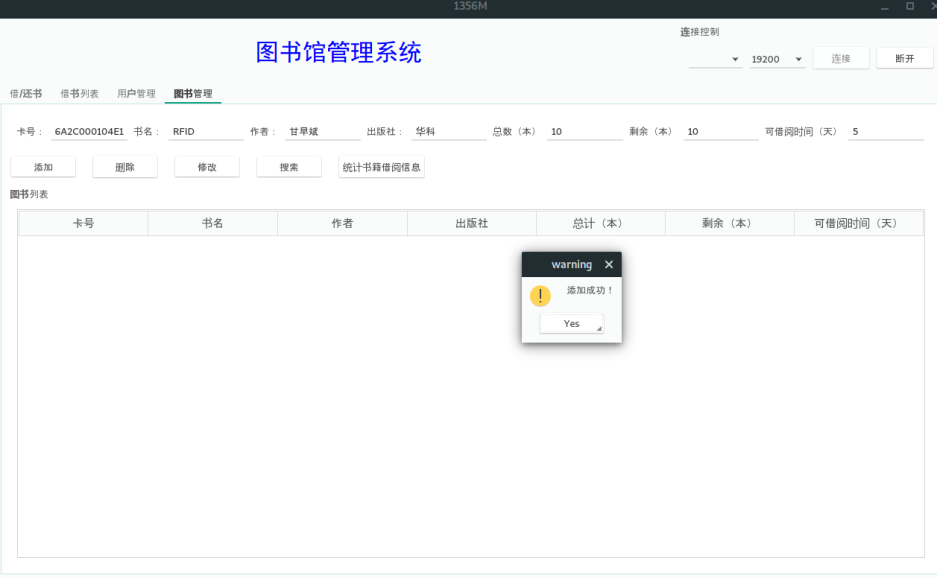 1356M
连接控制
图书馆管理系统
19200 连接 断开
借/还书 借书列表 用户管理 图书管理
卡号： 6A2C000104E1 书名： RFID 作者： 甘早斌 出版社： 华科 总数（本） 10 剩余（本） 10 可借阅时间（天） 5
添加 删除 修改 搜索 统计书籍借阅信息
图书列表
卡号 书名 作者 出版社 总计（本） 剩余（本） 可借阅时间（天）
warning
添加成功！
Yes